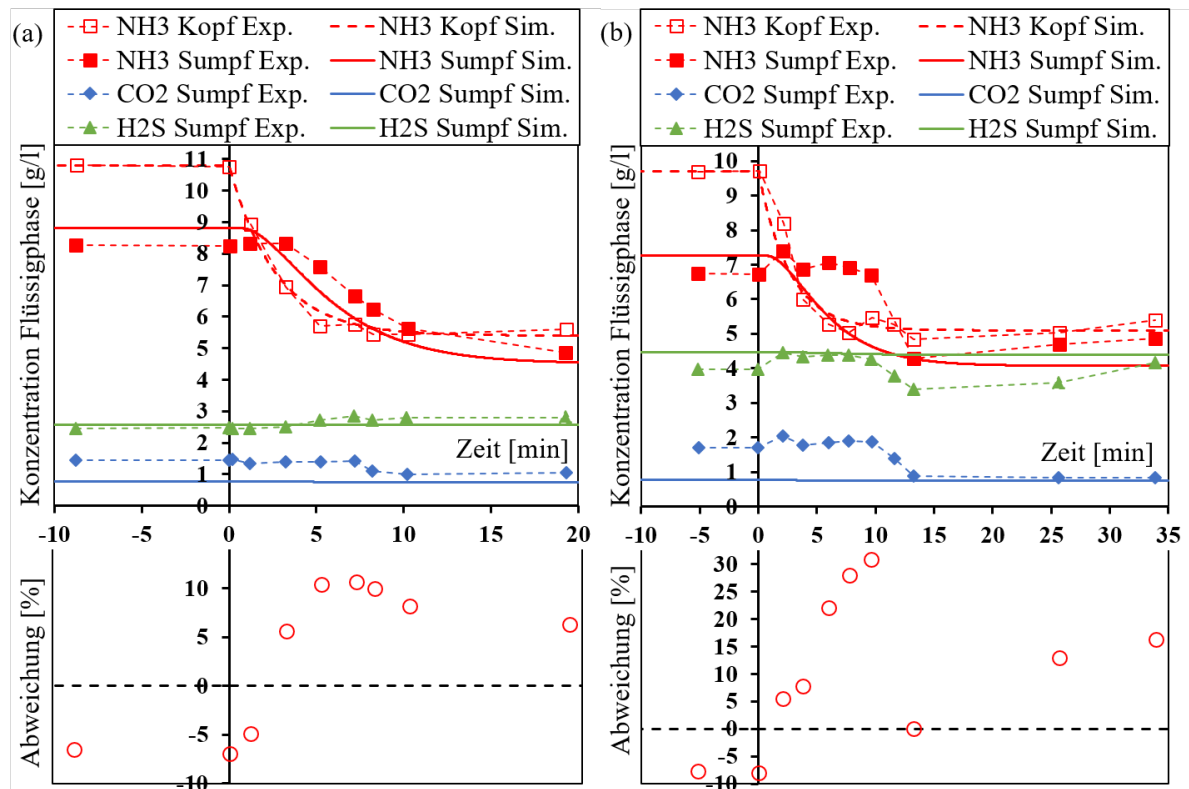 (a)
NH3 Kopf Exp. NH3 Kopf Sim.
NH3 Sumpf Exp. NH3 Sumpf Sim.
CO2 Sumpf Exp. CO2 Sumpf Sim.
H2S Sumpf Exp. H2S Sumpf Sim.
Konzentration Flüssigphase [g/l]
11
10
9
8
7
6
5
4
3
2
1
0
Zeit [min]
-10 -5 0 5 10 15 20
Abweichung [%]
10
5
0
-5
-10
(b)
NH3 Kopf Exp. NH3 Kopf Sim.
NH3 Sumpf Exp. NH3 Sumpf Sim.
CO2 Sumpf Exp. CO2 Sumpf Sim.
H2S Sumpf Exp. H2S Sumpf Sim.
Konzentration Flüssigphase [g/l]
10
9
8
7
6
5
4
3
2
1
0
Zeit [min]
-10 -5 0 5 10 15 20 25 30 35
Abweichung [%]
30
25
20
15
10
5
0
-5
-10